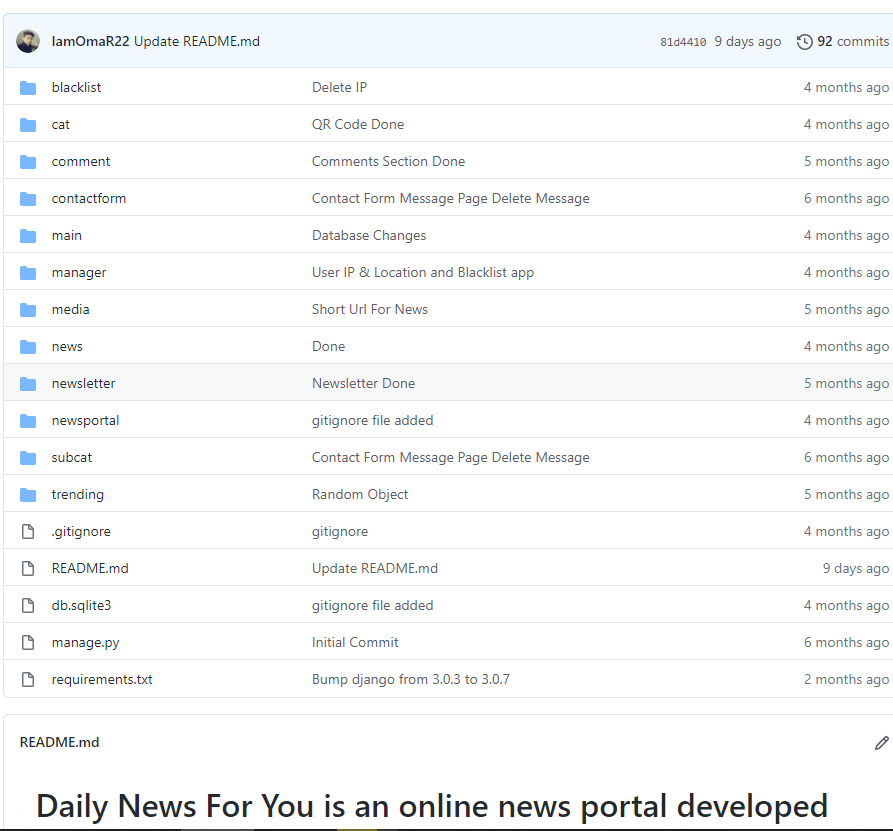 IamOmaR22 Update README.md 81d4410 9 days ago 92 commits
blacklist Delete IP 4 months ago
cat QR Code Done 4 months ago
comment Comments Section Done 5 months ago
contactform Contact Form Message Page Delete Message 6 months ago
main Database Changes 4 months ago
manager User IP & Location and Blacklist app 4 months ago
media Short Url For News 5 months ago
news Done 4 months ago
newsletter Newsletter Done 5 months ago
newsportal gitignore file added 4 months ago
subcat Contact Form Message Page Delete Message 6 months ago
trending Random Object 5 months ago
.gitignore gitignore 4 months ago
README.md Update README.md 9 days ago
db.sqlite3 gitignore file added 4 months ago
manage.py Initial Commit 6 months ago
requirements.txt Bump django from 3.0.3 to 3.0.7 2 months ago
README.md
Daily News For You is an online news portal developed